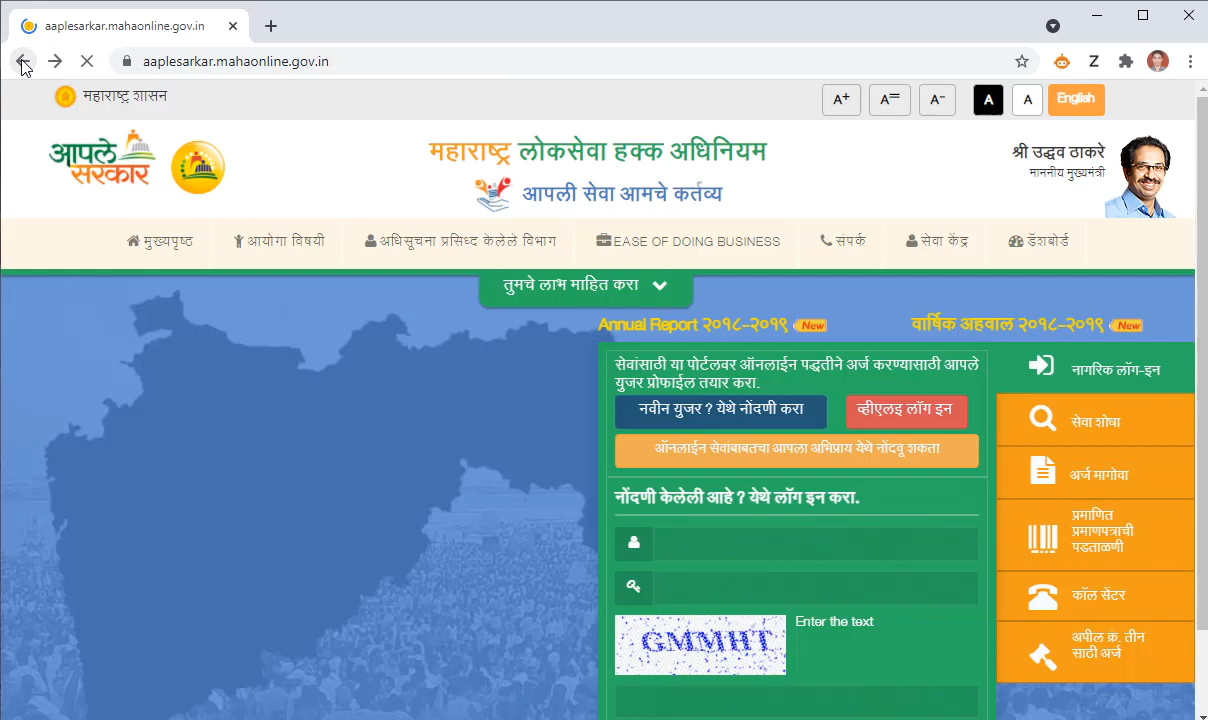 aaplesarkar.mahaonline.gov.in
aaplesarkar.mahaonline.gov.in
Z
महाराष्ट्र शासन
A+ A= A- A A English
आपले सरकार
महाराष्ट्र लोकसेवा हक्क अधिनियम
आपली सेवा आमचे कर्तव्य
श्री उद्धव ठाकरे
माननीय मुख्यमंत्री
मुख्यपृष्ठ आयोगा विषयी अधिसूचना प्रसिध्द केलेले विभाग EASE OF DOING BUSINESS संपर्क सेवा केंद्र डॅशबोर्ड
तुमचे लाभ माहित करा
Annual Report २०१८-२०१९ New वार्षिक अहवाल २०१८-२०१९ New
सेवांसाठी या पोर्टलवर ऑनलाईन पद्धतीने अर्ज करण्यासाठी आपले
युजर प्रोफाईल तयार करा.
नवीन युजर ? येथे नोंदणी करा व्हीएलइ लॉग इन
ऑनलाईन सेवांबाबतचा आपला अभिप्राय येथे नोंदवू शकता
नोंदणी केलेली आहे ? येथे लॉग इन करा.
GMMHT
Enter the text
नागरिक लॉग-इन
सेवा शोधा
अर्ज मागोवा
प्रमाणित
प्रमाणपत्राची
पडताळणी
कॉल सेंटर
अपील क्रं. तीन
साठी अर्ज